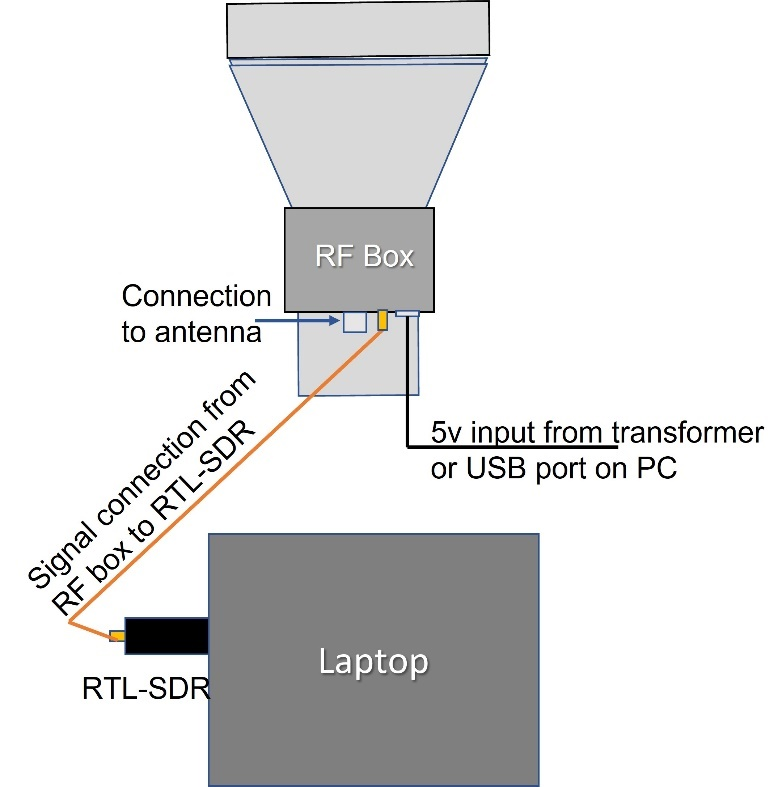 RF Box
Connection
to antenna
Signal connection from
RF box to RTL-SDR
5v input from transformer
or USB port on PC
Laptop
RTL-SDR